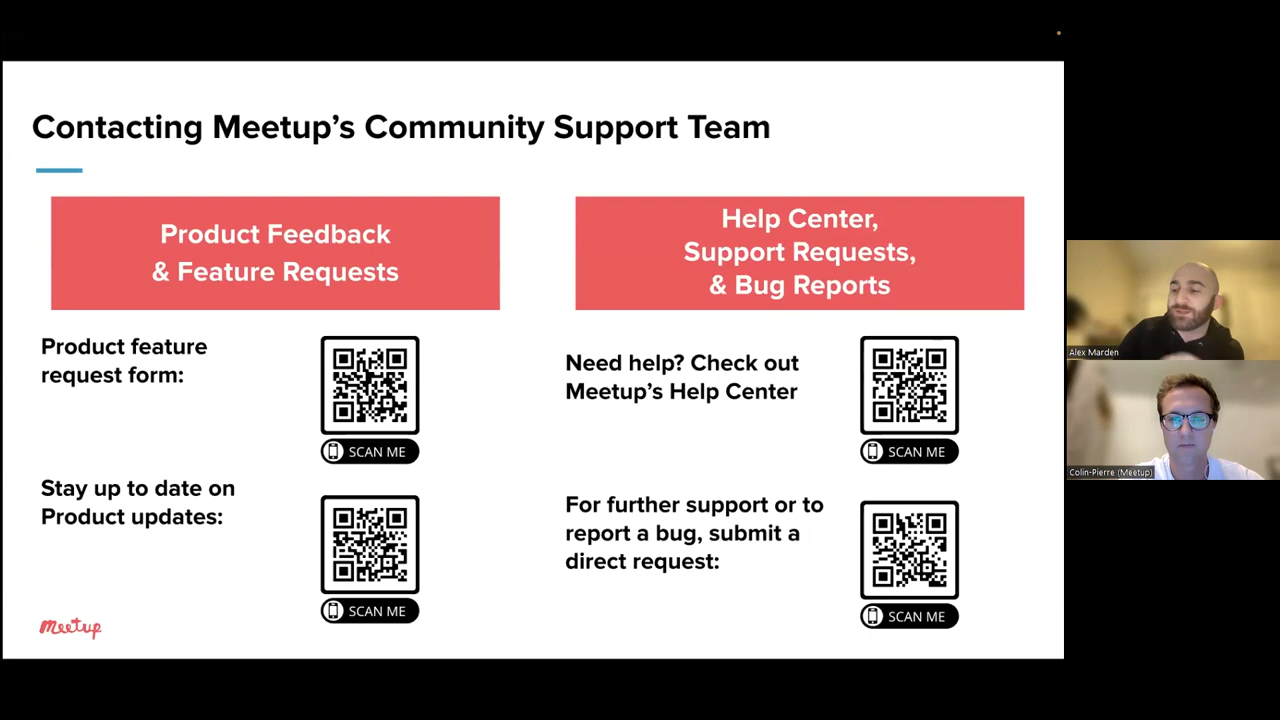 Contacting Meetup's Community Support Team
Product Feedback
& Feature Requests
Product feature
request form:
SCAN ME
Stay up to date on
Product updates:
SCAN ME
Help Center,
Support Requests,
& Bug Reports
Need help? Check out
Meetup's Help Center
SCAN ME
For further support or to
report a bug, submit a
direct request:
SCAN ME
meetup
Alex Marden
Colin-Pierre (Meetup)